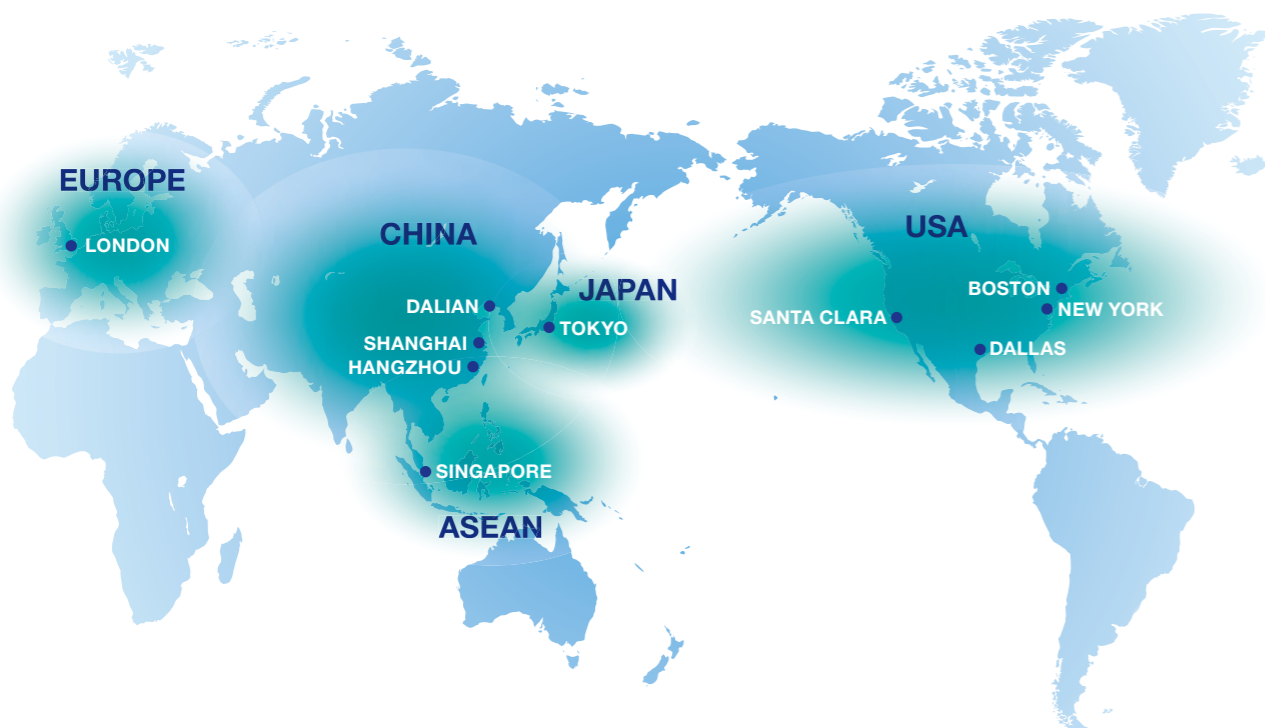 EUROPE
LONDON
CHINA
DALIAN
SHANGHAI
HANGZHOU
JAPAN
TOKYO
SINGAPORE
ASEAN
USA
BOSTON
NEW YORK
SANTA CLARA
DALLAS